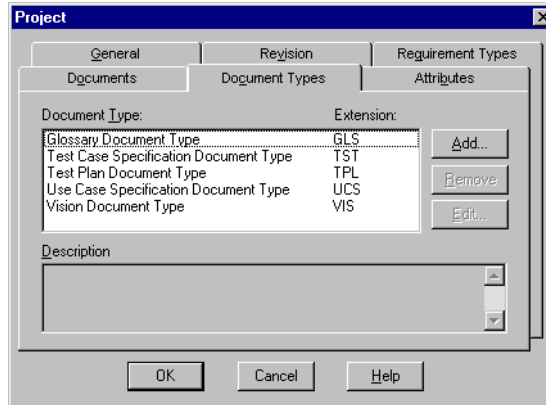 Project
General Revision Requirement Types
Documents Document Types Attributes
Document Type: Extension:
Glossary Document Type GLS
Test Case Specification Document Type TST
Test Plan Document Type TPL
Use Case Specification Document Type UCS
Vision Document Type VIS
Add...
Remove
Edit...
Description
OK Cancel Help